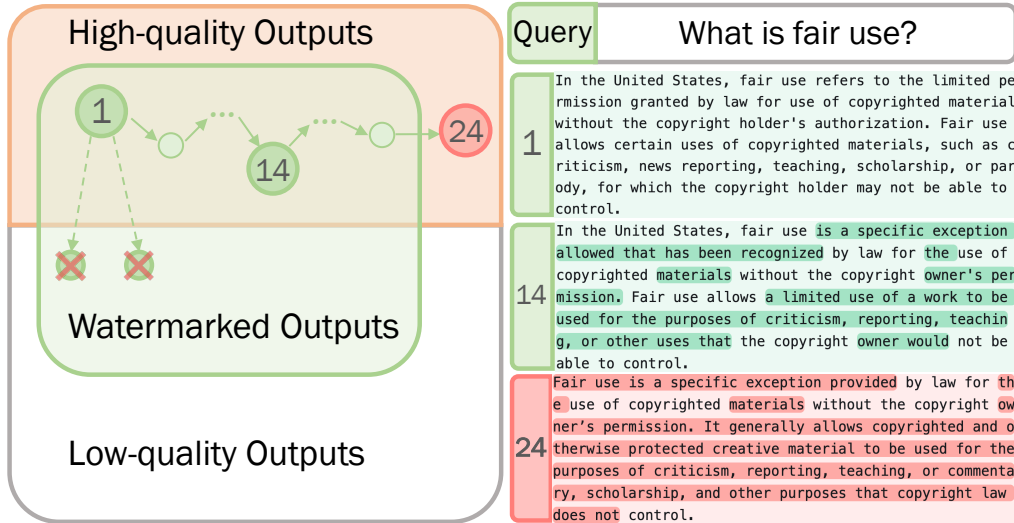 High-quality Outputs
1
...
...
24
14
Watermarked Outputs
Low-quality Outputs
Query
What is fair use?
1
In the United States, fair use refers to the limited pe
rmission granted by law for use of copyrighted material
without the copyright holder's authorization. Fair use
allows certain uses of copyrighted materials, such as c
riticism, news reporting, teaching, scholarship, or par
ody, for which the copyright holder may not be able to
control.
14
In the United States, fair use is a specific exception
allowed that has been recognized by law for the use of
copyrighted materials without the copyright owner's per
mission. Fair use allows a limited use of a work to be
used for the purposes of criticism, reporting, teachin
g, or other uses that the copyright owner would not be
able to control.
24
Fair use is a specific exception provided by law for th
e use of copyrighted materials without the copyright ow
ner’s permission. It generally allows copyrighted and o
therwise protected creative material to be used for the
purposes of criticism, reporting, teaching, or commenta
ry, scholarship, and other purposes that copyright law
does not control.